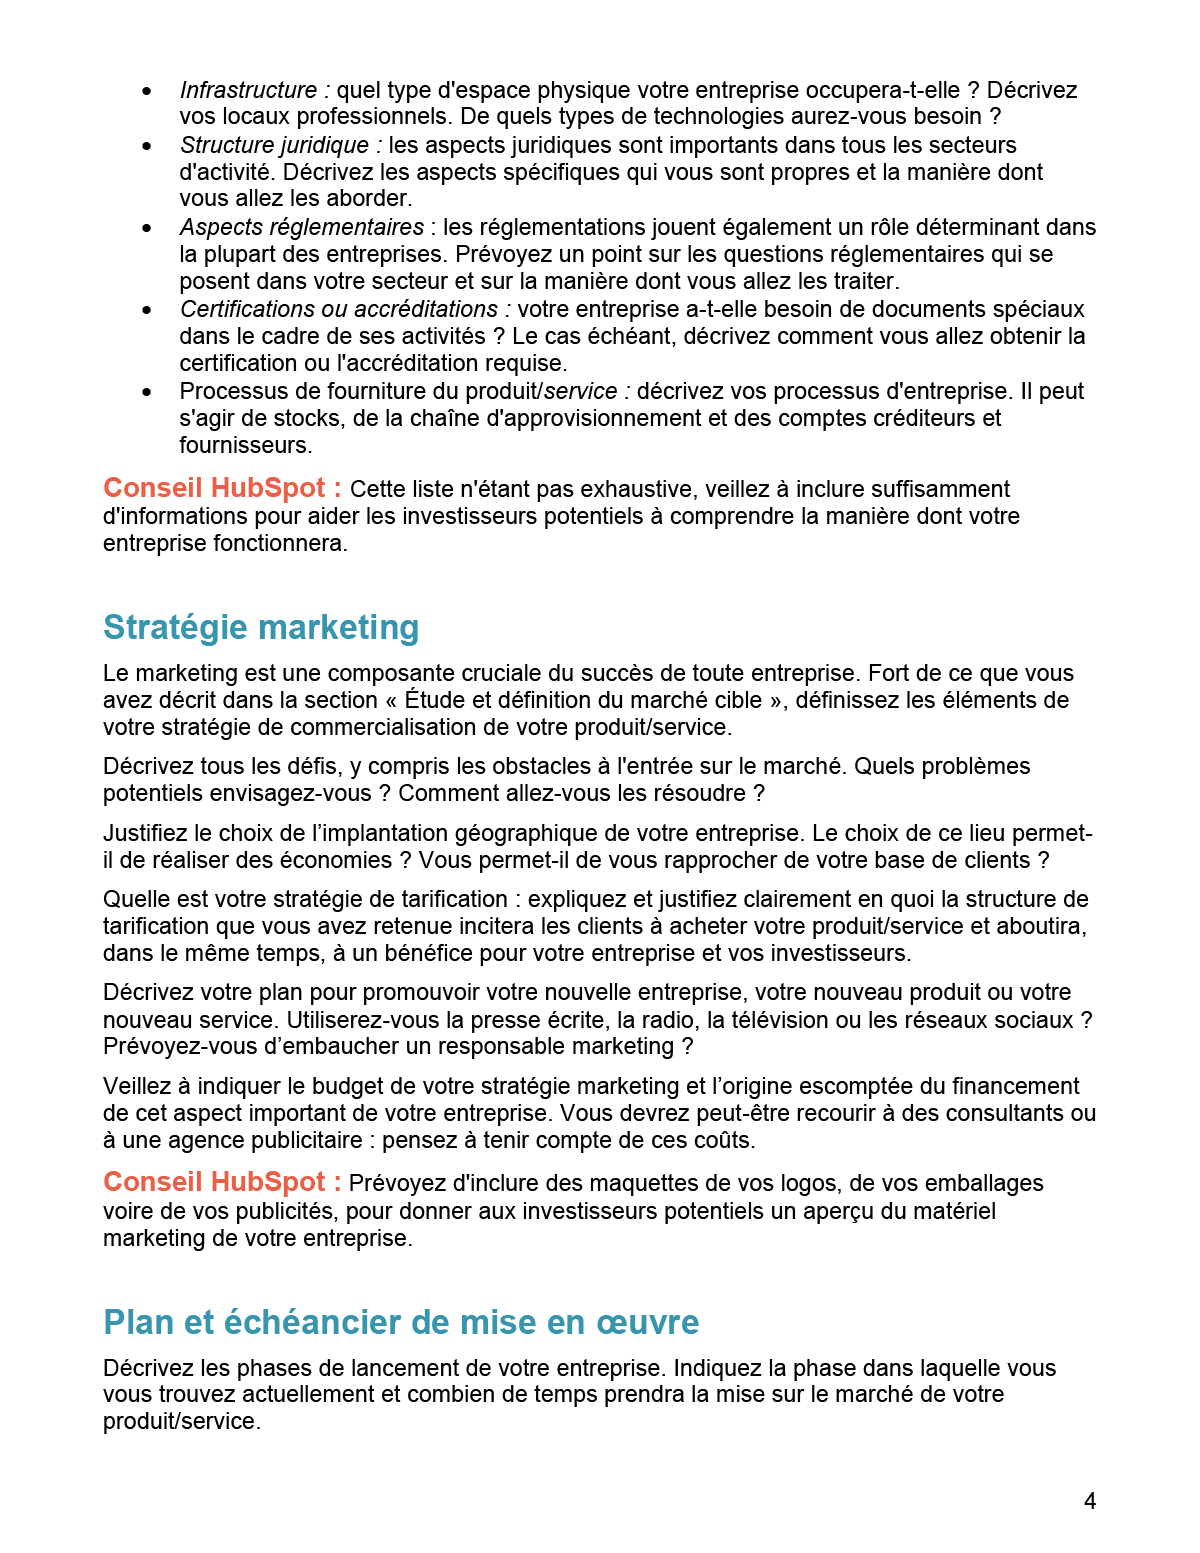 • Infrastructure : quel type d'espace physique votre entreprise occupera-t-elle ? Décrivez
vos locaux professionnels. De quels types de technologies aurez-vous besoin ?
• Structure juridique : les aspects juridiques sont importants dans tous les secteurs
d'activité. Décrivez les aspects spécifiques qui vous sont propres et la manière dont
vous allez les aborder.
• Aspects réglementaires : les réglementations jouent également un rôle déterminant dans
la plupart des entreprises. Prévoyez un point sur les questions réglementaires qui se
posent dans votre secteur et sur la manière dont vous allez les traiter.
• Certifications ou accréditations : votre entreprise a-t-elle besoin de documents spéciaux
dans le cadre de ses activités ? Le cas échéant, décrivez comment vous allez obtenir la
certification ou l'accréditation requise.
• Processus de fourniture du produit/service : décrivez vos processus d'entreprise. Il peut
s'agir de stocks, de la chaîne d'approvisionnement et des comptes créditeurs et
fournisseurs.
Conseil HubSpot : Cette liste n'étant pas exhaustive, veillez à inclure suffisamment
d'informations pour aider les investisseurs potentiels à comprendre la manière dont votre
entreprise fonctionnera.
Stratégie marketing
Le marketing est une composante cruciale du succès de toute entreprise. Fort de ce que vous
avez décrit dans la section « Étude et définition du marché cible », définissez les éléments de
votre stratégie de commercialisation de votre produit/service.
Décrivez tous les défis, y compris les obstacles à l'entrée sur le marché. Quels problèmes
potentiels envisagez-vous ? Comment allez-vous les résoudre ?
Justifiez le choix de l’implantation géographique de votre entreprise. Le choix de ce lieu permet-
il de réaliser des économies ? Vous permet-il de vous rapprocher de votre base de clients ?
Quelle est votre stratégie de tarification : expliquez et justifiez clairement en quoi la structure de
tarification que vous avez retenue incitera les clients à acheter votre produit/service et aboutira,
dans le même temps, à un bénéfice pour votre entreprise et vos investisseurs.
Décrivez votre plan pour promouvoir votre nouvelle entreprise, votre nouveau produit ou votre
nouveau service. Utiliserez-vous la presse écrite, la radio, la télévision ou les réseaux sociaux ?
Prévoyez-vous d’embaucher un responsable marketing ?
Veillez à indiquer le budget de votre stratégie marketing et l’origine escomptée du financement
de cet aspect important de votre entreprise. Vous devrez peut-être recourir à des consultants ou
à une agence publicitaire : pensez à tenir compte de ces coûts.
Conseil HubSpot : Prévoyez d'inclure des maquettes de vos logos, de vos emballages
voire de vos publicités, pour donner aux investisseurs potentiels un aperçu du matériel
marketing de votre entreprise.
Plan et échéancier de mise en œuvre
Décrivez les phases de lancement de votre entreprise. Indiquez la phase dans laquelle vous
vous trouvez actuellement et combien de temps prendra la mise sur le marché de votre
produit/service.
4